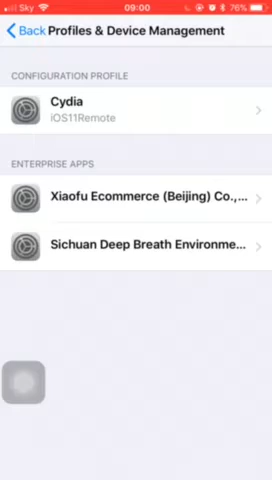 Sky 09:00 76%
Back Profiles & Device Management
CONFIGURATION PROFILE
Cydia
iOS11Remote
ENTERPRISE APPS
Xiaofu Ecommerce (Beijing) Co.,...
Sichuan Deep Breath Environme...